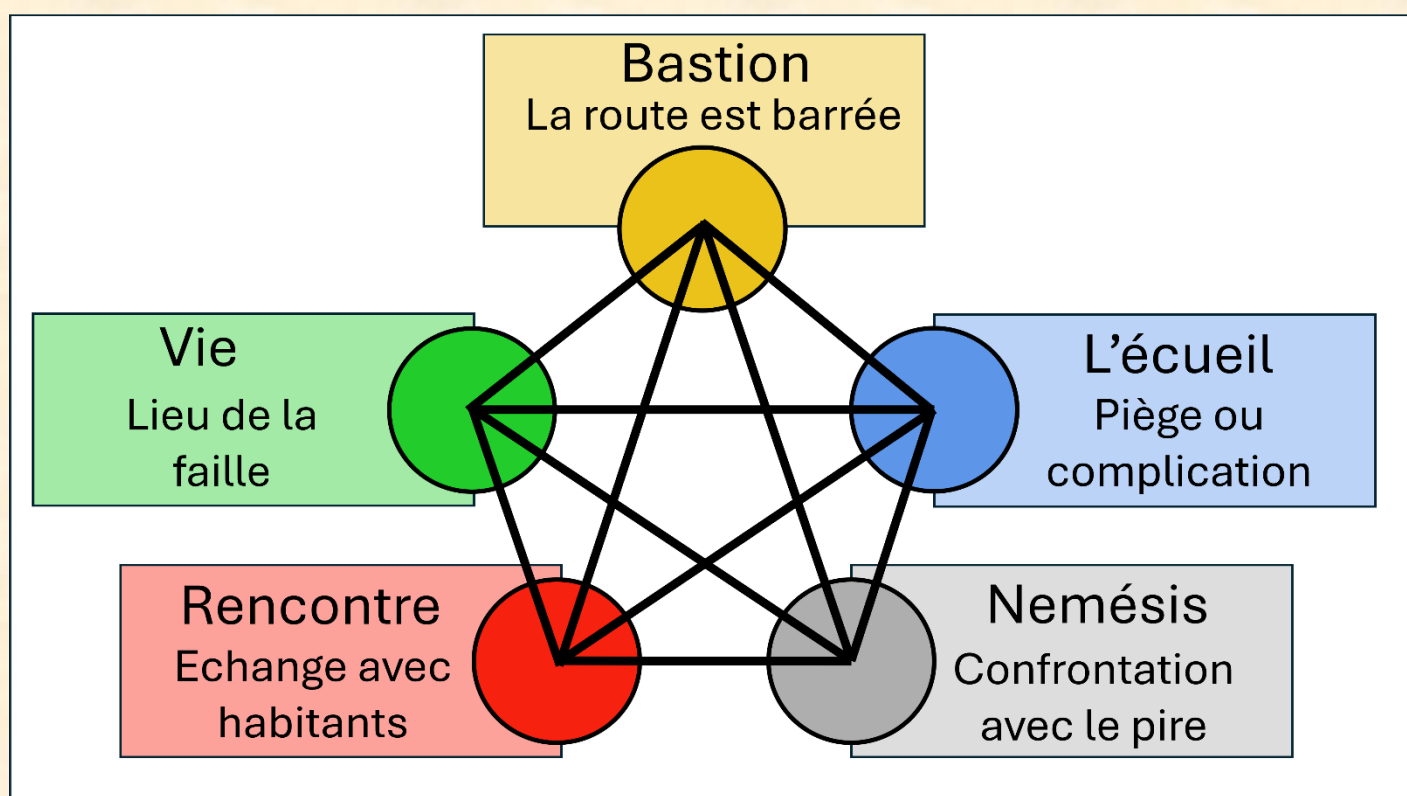 Bastion
La route est barrée
Vie
Lieu de la
faille
L'écueil
Piège ou
complication
Rencontre
Echange avec
habitants
Nemésis
Confrontation
avec le pire